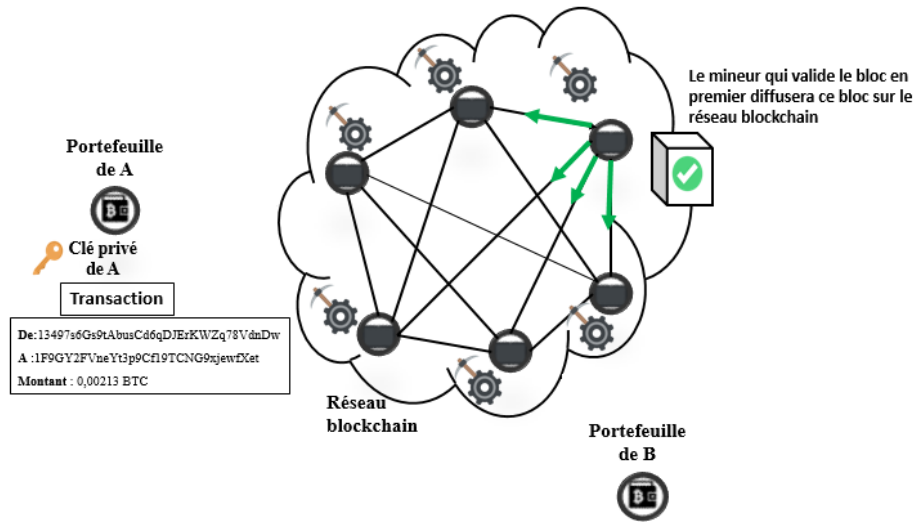 Le mineur qui valide le bloc en
premier diffusera ce bloc sur le
réseau blockchain
Portefeuille
de A
Clé privé
de A
Transaction
De:13497s6Gs9tAbusCd6qDJErKWZq78VdnDw
A :1F9GY2FVneYt3p9Cf19TCNG9xjewfXet
Montant : 0,00213 BTC
Réseau
blockchain
Portefeuille
de B